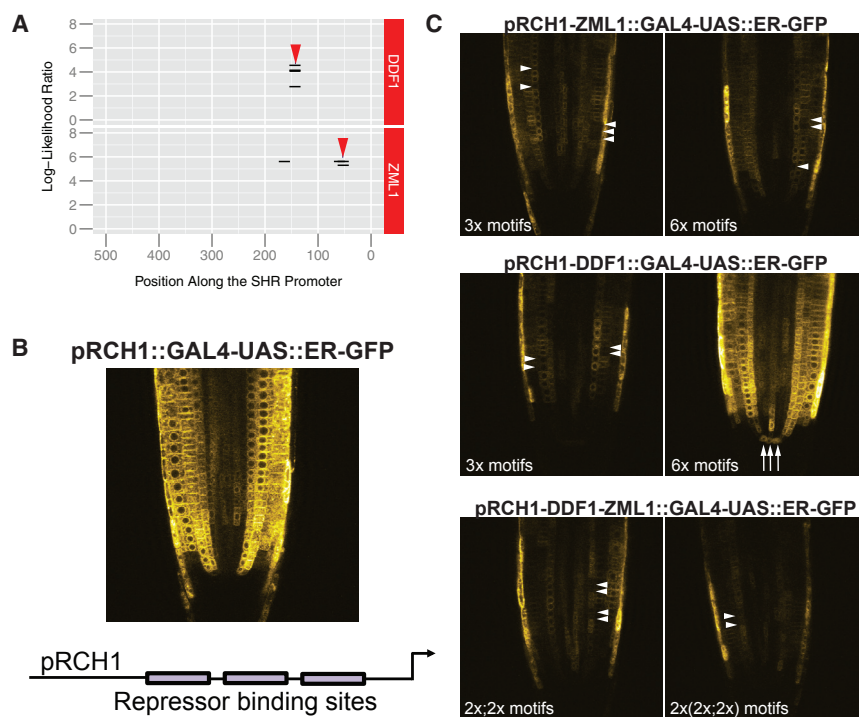 A
Log-Likelihood Ratio
8
6
4
2
0
DDF1
8
6
4
2
0
ZML1
500 400 300 200 100 0
Position Along the SHR Promoter
B
pRCH1::GAL4-UAS::ER-GFP
pRCH1
Repressor binding sites
C
pRCH1-ZML1::GAL4-UAS::ER-GFP
3x motifs
6x motifs
pRCH1-DDF1::GAL4-UAS::ER-GFP
3x motifs
6x motifs
pRCH1-DDF1-ZML1::GAL4-UAS::ER-GFP
2x;2x motifs
2x(2x;2x) motifs